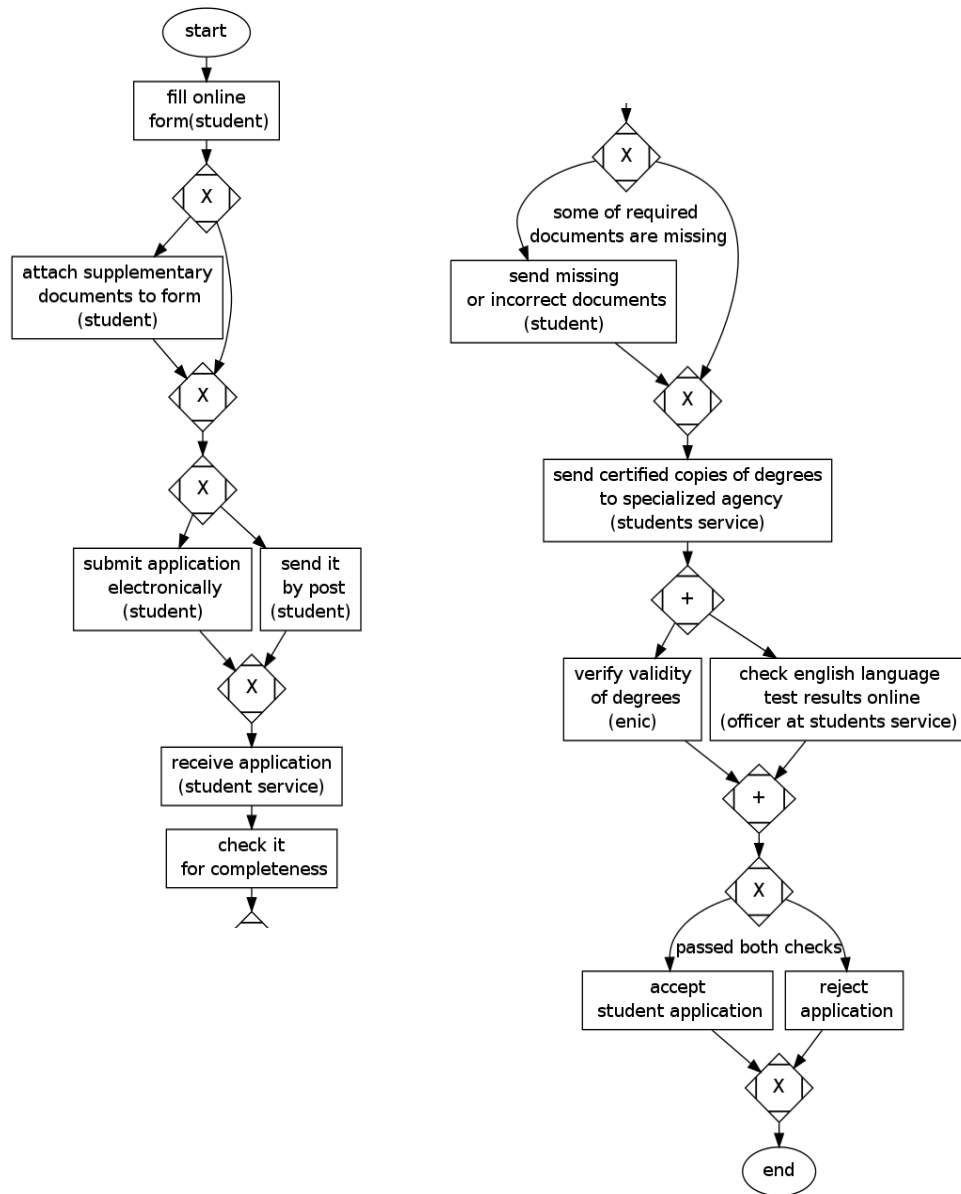 start
fill online
form(student)
X
attach supplementary
documents to form
(student)
X
X
submit application
electronically
(student)
send it
by post
(student)
X
receive application
(student service)
check it
for completeness
X
some of required
documents are missing
send missing
or incorrect documents
(student)
X
send certified copies of degrees
to specialized agency
(students service)
+
verify validity
of degrees
(enic)
check english language
test results online
(officer at students service)
+
X
passed both checks
accept
student application
reject
application
X
end